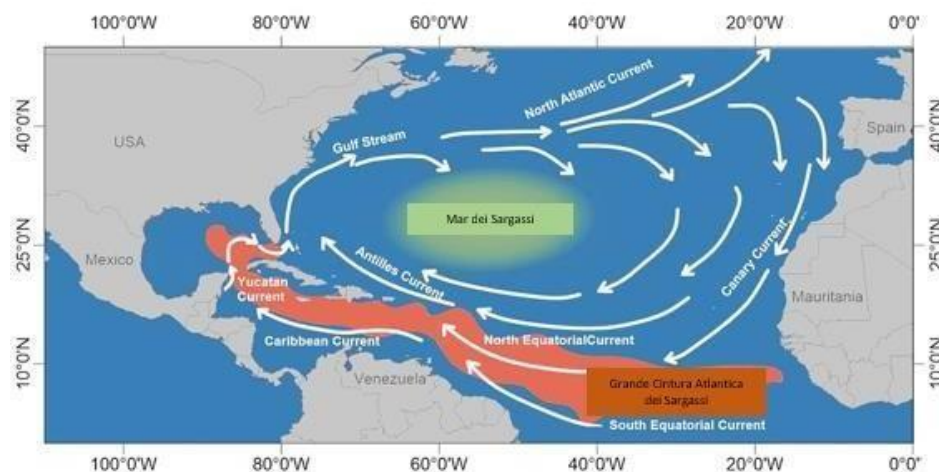 100°0'W 80°0'W 60°0'W 40°0'W 20°0'W 0°0'
40°0'N
25°0'N
10°0'N
USA
Mexico
Venezuela
Spain
Mauritania
North Atlantic Current
Gulf Stream
Mar dei Sargassi
Antilles Current
Canary Current
Yucatan
Current
Caribbean Current
North EquatorialCurrent
Grande Cintura Atlantica
dei Sargassi
South Equatorial Current
40°0'N
25°0'N
10°0'N
100°0'W 80°0'W 60°0'W 40°0'W 20°0'W 0°0'